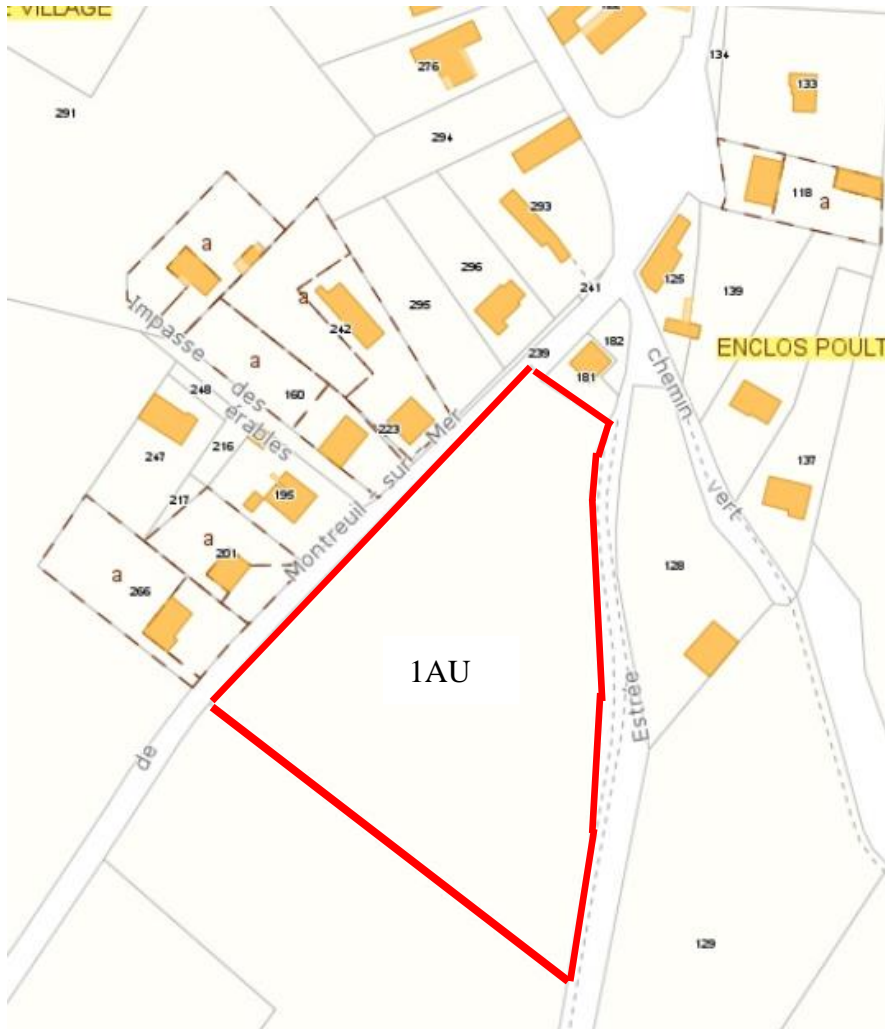 E VILLAGE
276
134
133
291
294
293
118
a
a
296
125
139
295
241
a
242
Impasse des érables
a
160
239
182
181
ENCLOS POULT
chemin vert
248
223
247
216
195
217
137
de Montreuil - sur - Mer
201
a
a
266
128
1AU
Estrée
129